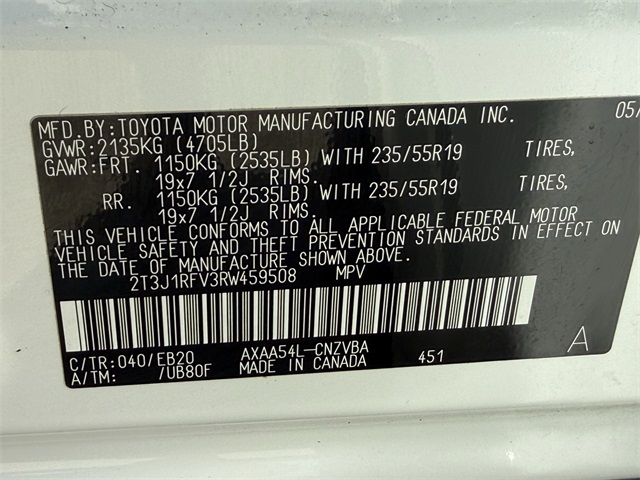 MFD.BY:TOYOTA MOTOR MANUFACTURING CANADA INC. 05/
GVWR:2135KG (4705LB)
GAWR:FRT. 1150KG (2535LB) WITH 235/55R19 TIRES,
19x7 1/2J RIMS.
RR. 1150KG (2535LB) WITH 235/55R19 TIRES,
19x7 1/2J RIMS.
THIS VEHICLE CONFORMS TO ALL APPLICABLE FEDERAL MOTOR
VEHICLE SAFETY AND THEFT PREVENTION STANDARDS IN EFFECT ON
THE DATE OF MANUFACTURE SHOWN ABOVE.
2T3J1RFV3RW459508 MPV
C/TR:040/EB20 AXAA54L-CNZVBA 451 A
A/TM: /UB80F MADE IN CANADA